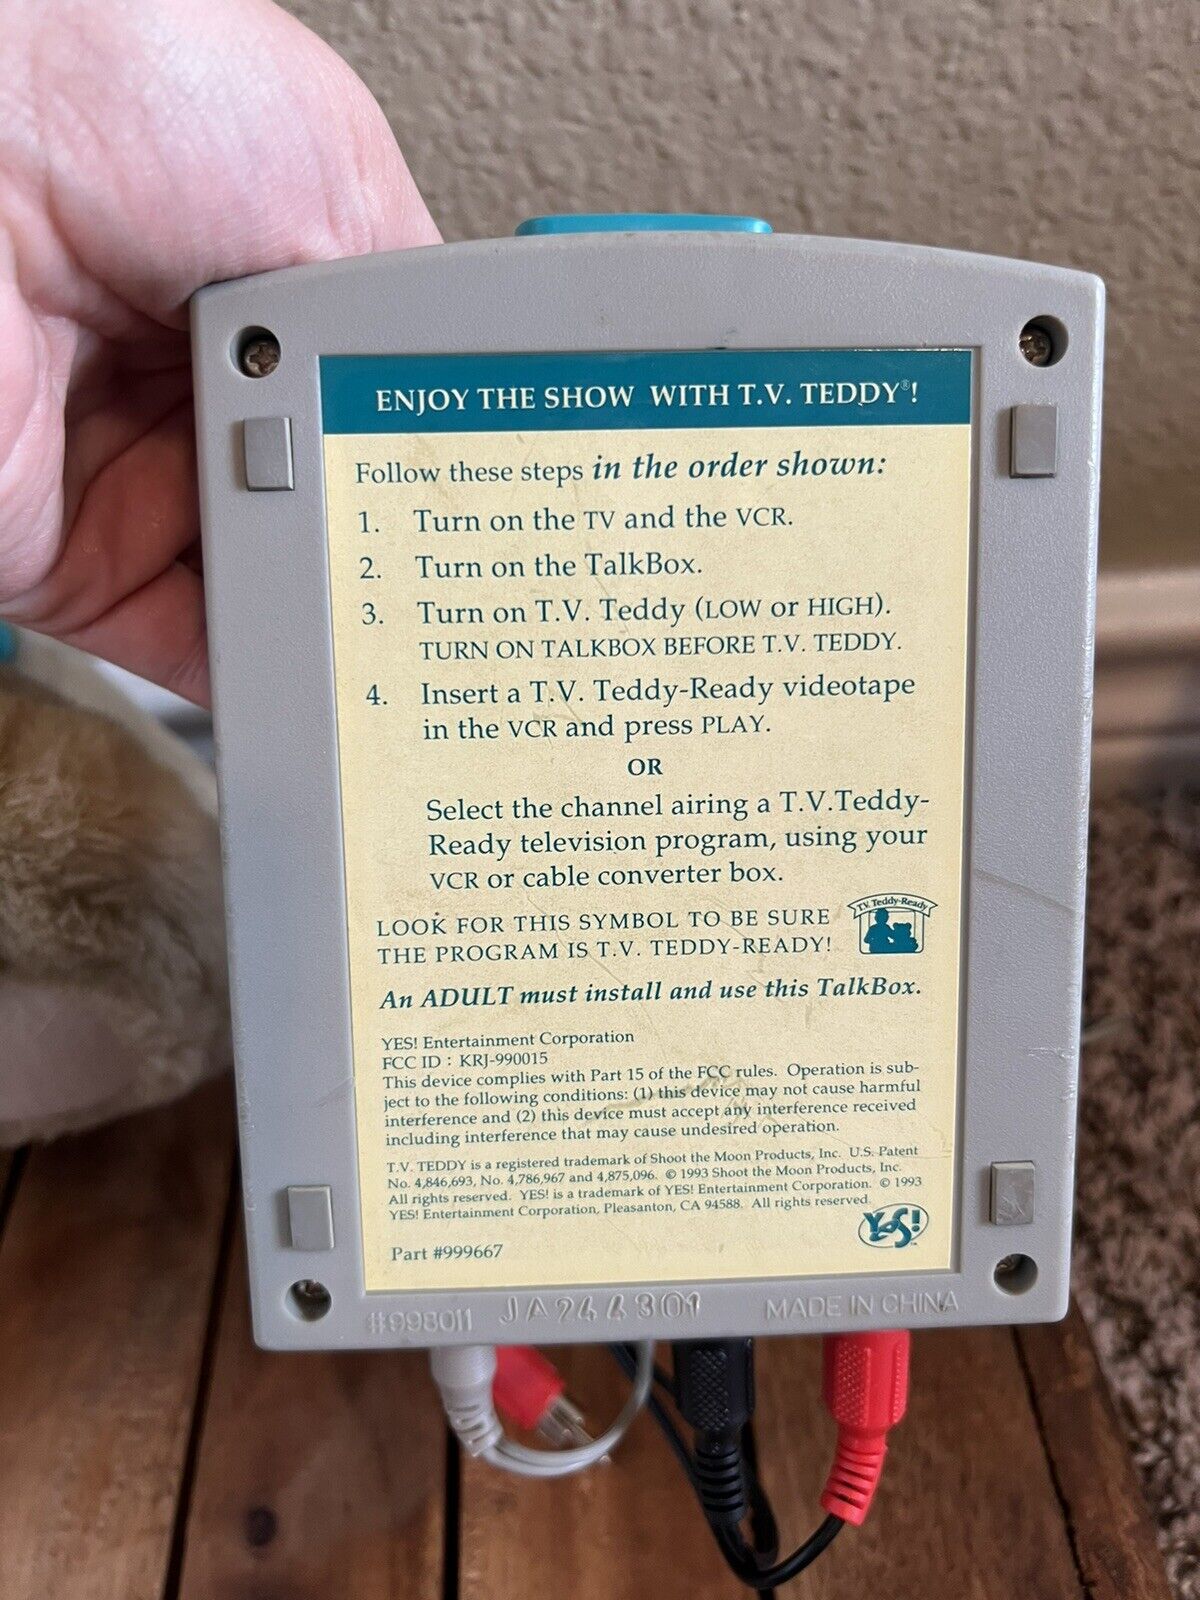 ENJOY THE SHOW WITH T.V. TEDDY®!
Follow these steps in the order shown:
1. Turn on the TV and the VCR.
2. Turn on the TalkBox.
3. Turn on T.V. Teddy (LOW or HIGH).
TURN ON TALKBOX BEFORE T.V. TEDDY.
4. Insert a T.V. Teddy-Ready videotape
in the VCR and press PLAY.
OR
Select the channel airing a T.V.Teddy-
Ready television program, using your
VCR or cable converter box.
LOOK FOR THIS SYMBOL TO BE SURE
THE PROGRAM IS T.V. TEDDY-READY!
T.V. Teddy-Ready
An ADULT must install and use this TalkBox.
YES! Entertainment Corporation
FCC ID : KRJ-990015
This device complies with Part 15 of the FCC rules. Operation is sub-
ject to the following conditions: (1) this device may not cause harmful
interference and (2) this device must accept any interference received
including interference that may cause undesired operation.
T.V. TEDDY is a registered trademark of Shoot the Moon Products, Inc. U.S. Patent
No. 4,846,693, No. 4,786,967 and 4,875,096. © 1993 Shoot the Moon Products, Inc.
All rights reserved. YES! is a trademark of YES! Entertainment Corporation. © 1993
YES! Entertainment Corporation, Pleasanton, CA 94588. All rights reserved.
YES!™
Part #999667
#998011 JA244301 MADE IN CHINA